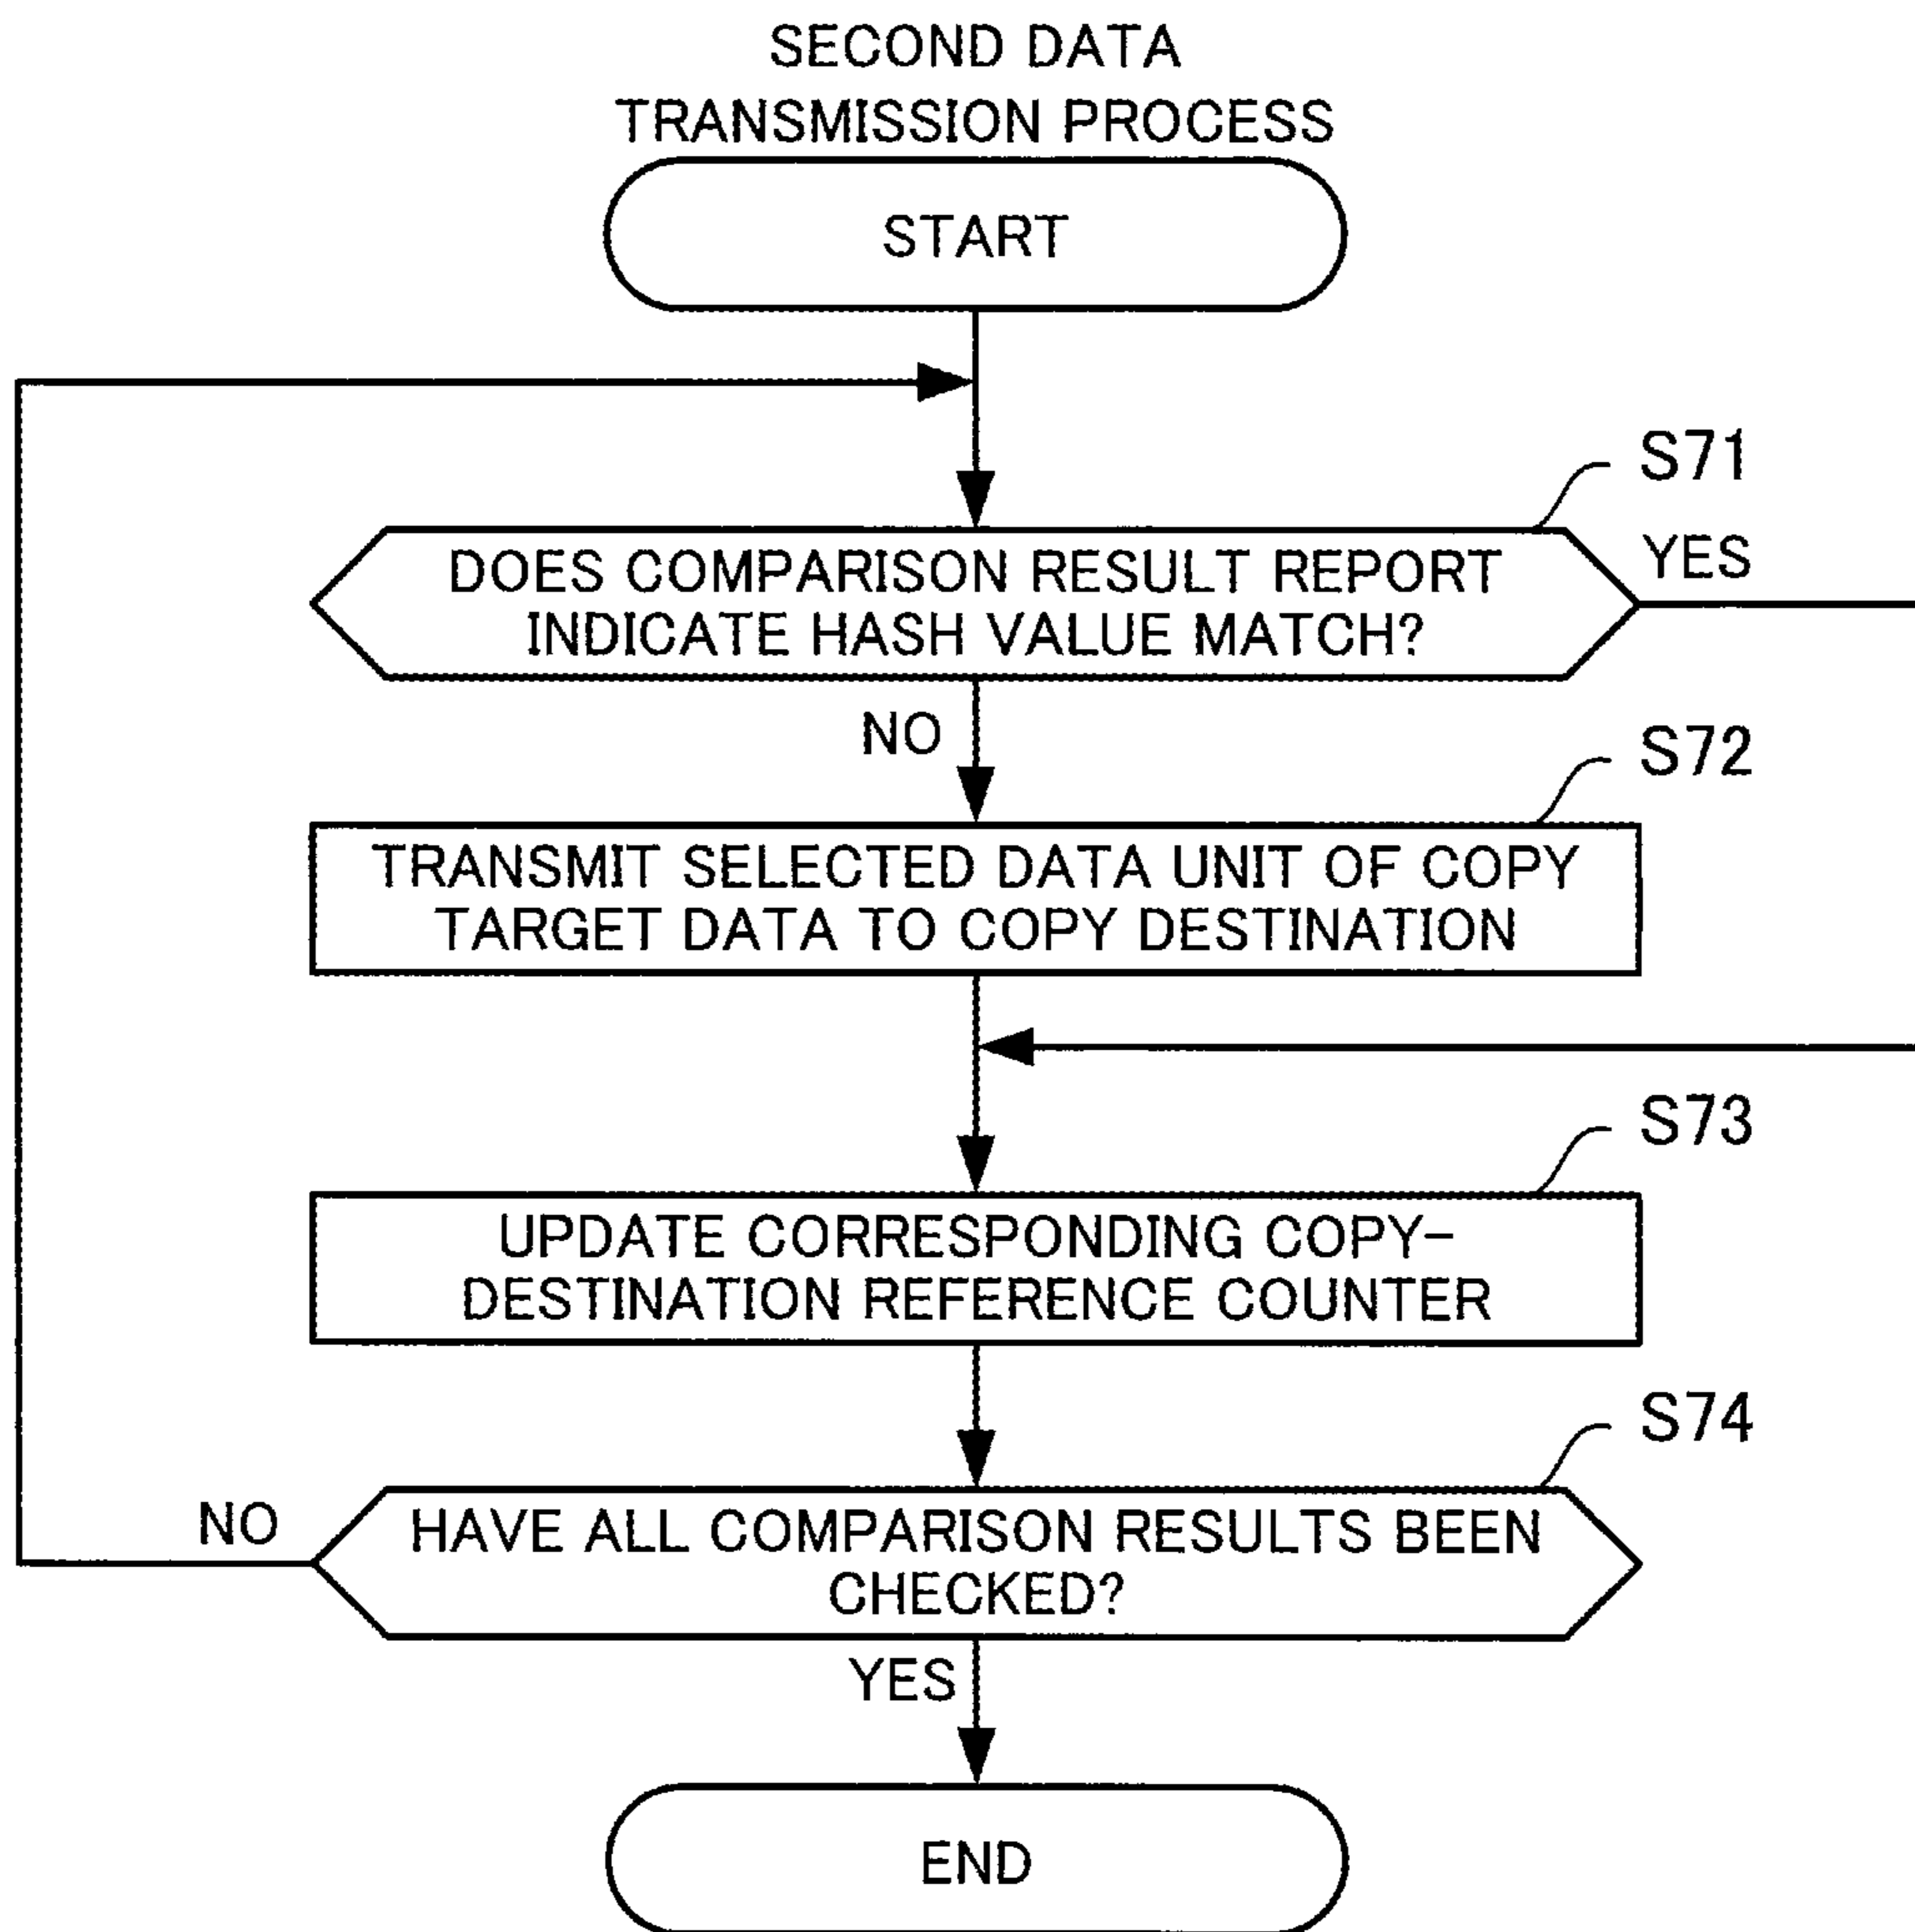 SECOND DATA
TRANSMISSION PROCESS
START
S71
DOES COMPARISON RESULT REPORT
INDICATE HASH VALUE MATCH?
YES
NO
S72
TRANSMIT SELECTED DATA UNIT OF COPY
TARGET DATA TO COPY DESTINATION
S73
UPDATE CORRESPONDING COPY-
DESTINATION REFERENCE COUNTER
S74
NO
HAVE ALL COMPARISON RESULTS BEEN
CHECKED?
YES
END